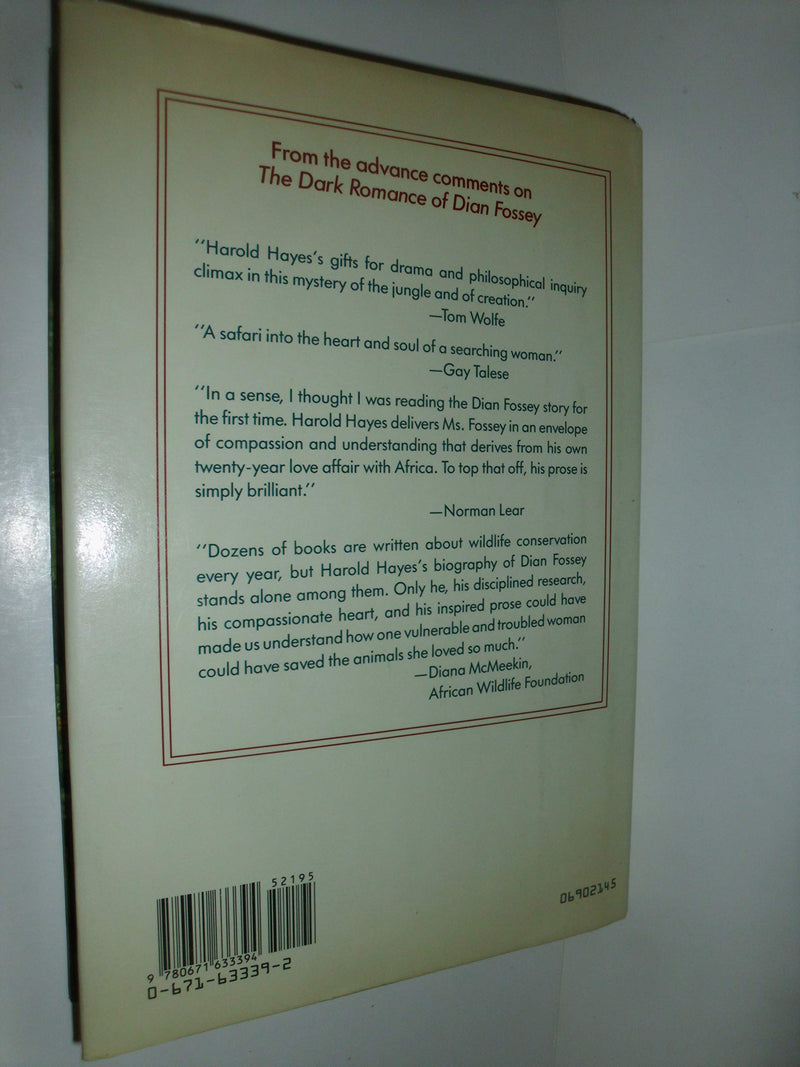 From the advance comments on
The Dark Romance of Dian Fossey
"Harold Hayes's gifts for drama and philosophical inquiry
climax in this mystery of the jungle and of creation."
—Tom Wolfe
"A safari into the heart and soul of a searching woman."
—Gay Talese
"In a sense, I thought I was reading the Dian Fossey story for
the first time. Harold Hayes delivers Ms. Fossey in an envelope
of compassion and understanding that derives from his own
twenty-year love affair with Africa. To top that off, his prose is
simply brilliant."
—Norman Lear
"Dozens of books are written about wildlife conservation
every year, but Harold Hayes's biography of Dian Fossey
stands alone among them. Only he, his disciplined research,
his compassionate heart, and his inspired prose could have
made us understand how one vulnerable and troubled woman
could have saved the animals she loved so much."
—Diana McMeekin,
African Wildlife Foundation
52195
9 780671 633394
0-671-63339-2
06902145